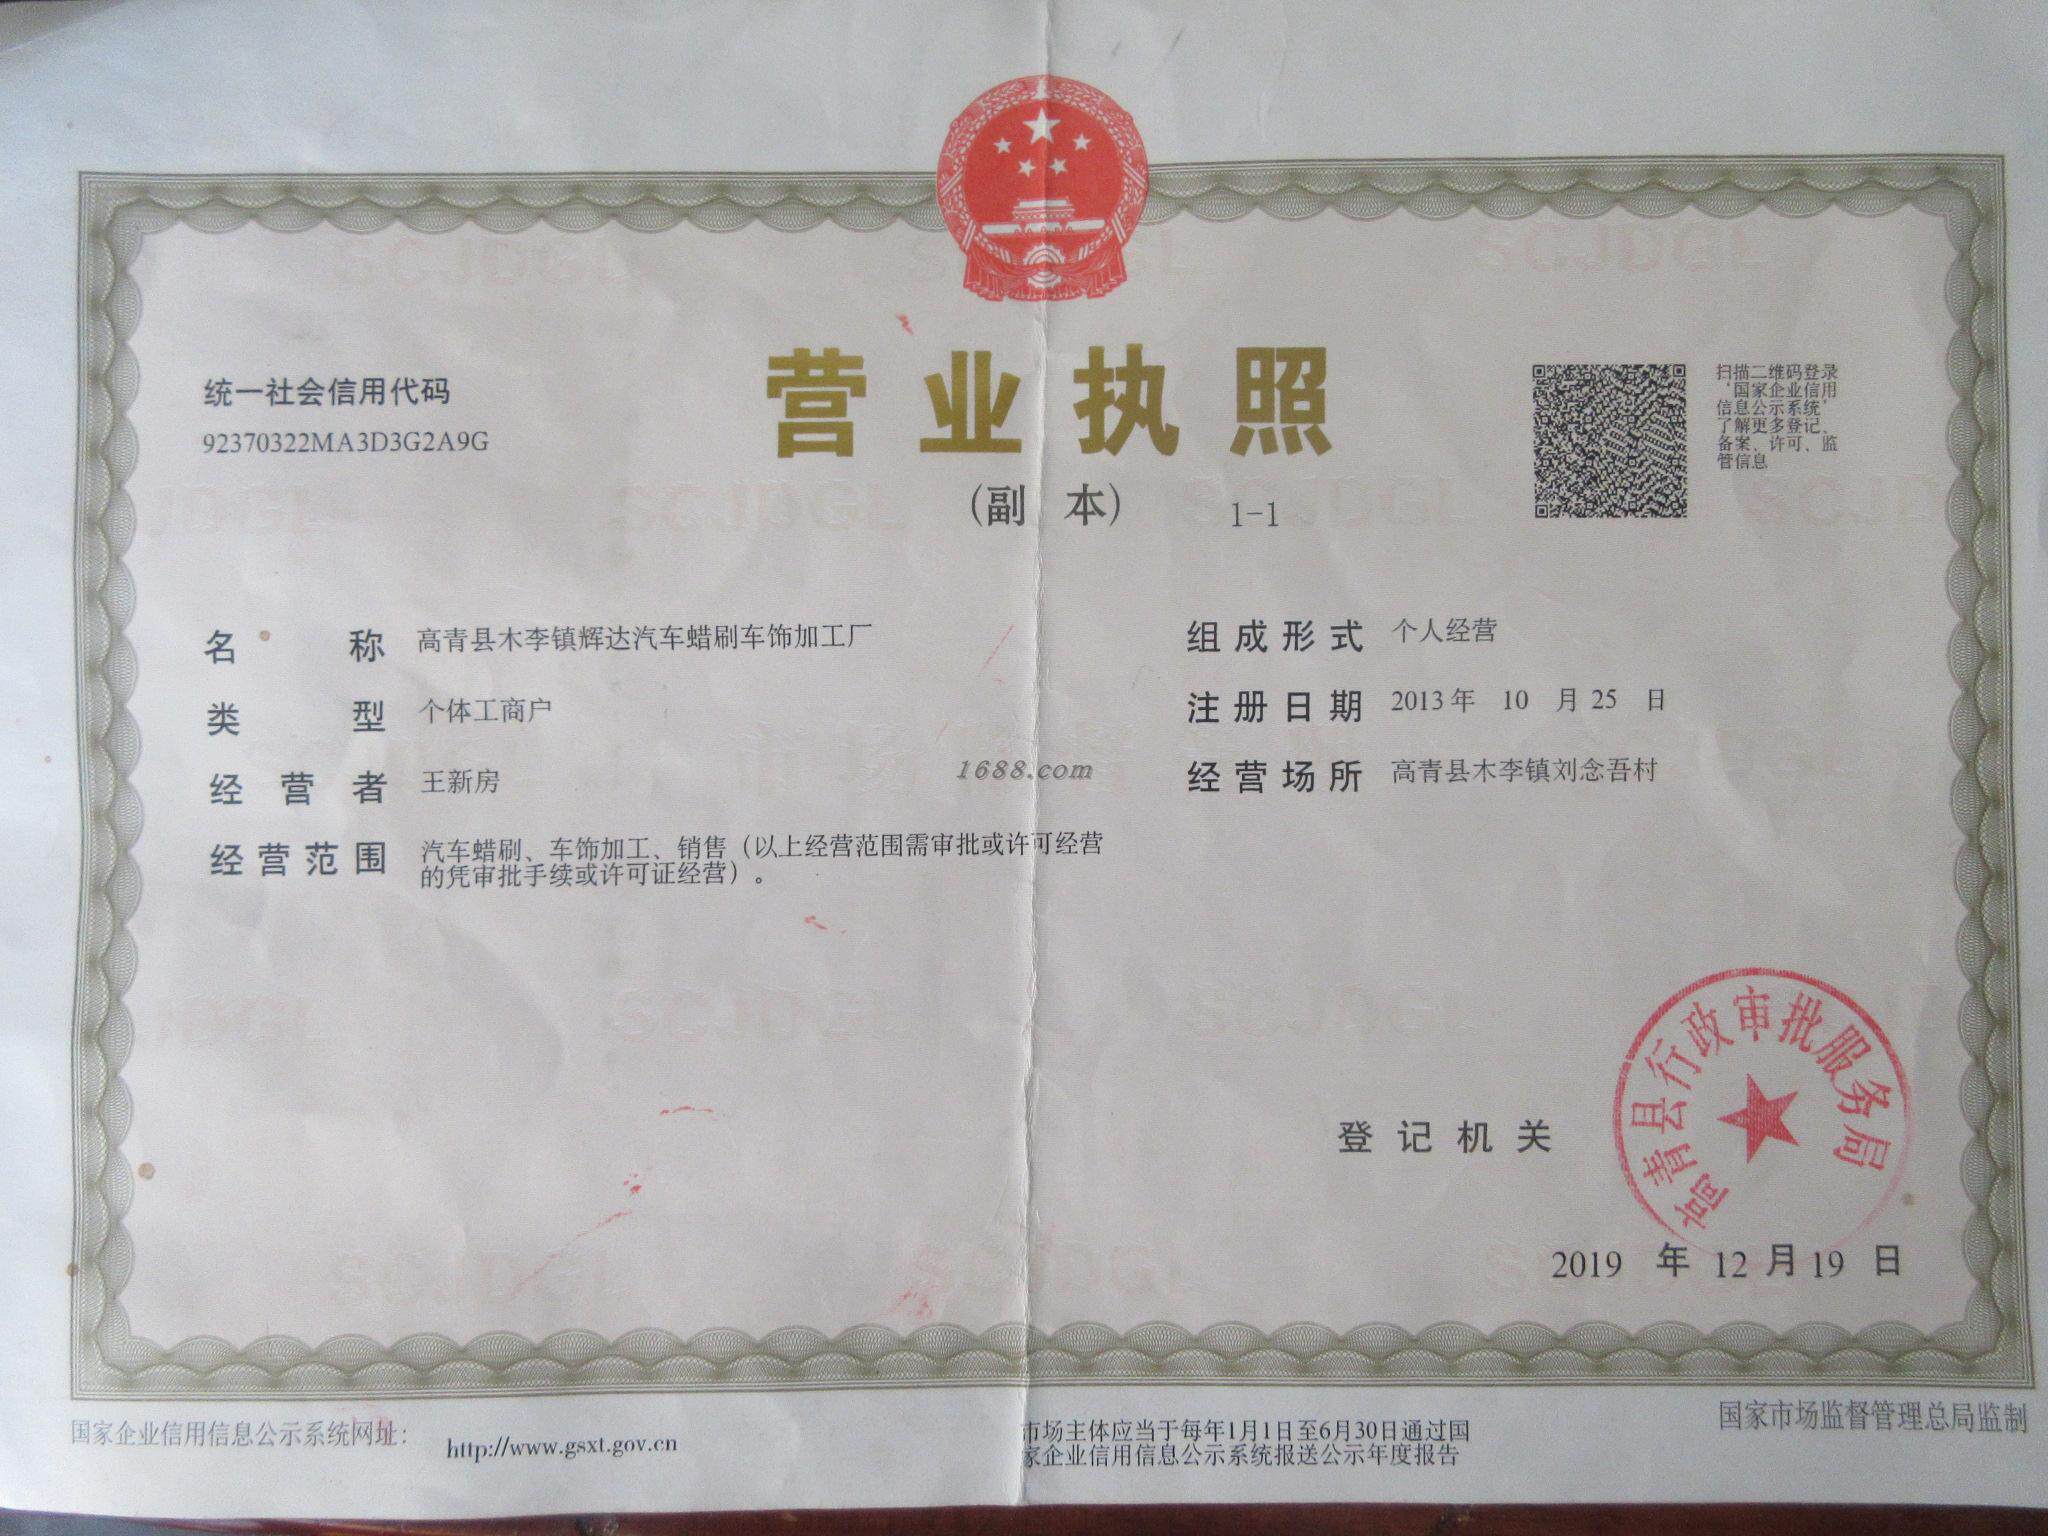 统一社会信用代码
92370322MA3D3G2A9G
营业执照
(副 本) 1-1
扫描二维码登录
"国家企业信用
信息公示系统"
了解更多登记、
备案、许可、监
管信息
名 称 高青县木李镇辉达汽车蜡刷车饰加工厂
类 型 个体工商户
经 营 者 王新房
经营范围 汽车蜡刷、车饰加工、销售（以上经营范围需审批或许可经营
的凭审批手续或许可证经营）。
组成形式 个人经营
注册日期 2013年 10 月 25 日
经营场所 高青县木李镇刘念吾村
1688.com
登记机关
高青县行政审批服务局
2019 年 12 月 19 日
国家企业信用信息公示系统网址：
http://www.gsxt.gov.cn
市场主体应当于每年1月1日至6月30日通过国
家企业信用信息公示系统报送公示年度报告
国家市场监督管理总局监制
SCJDGL